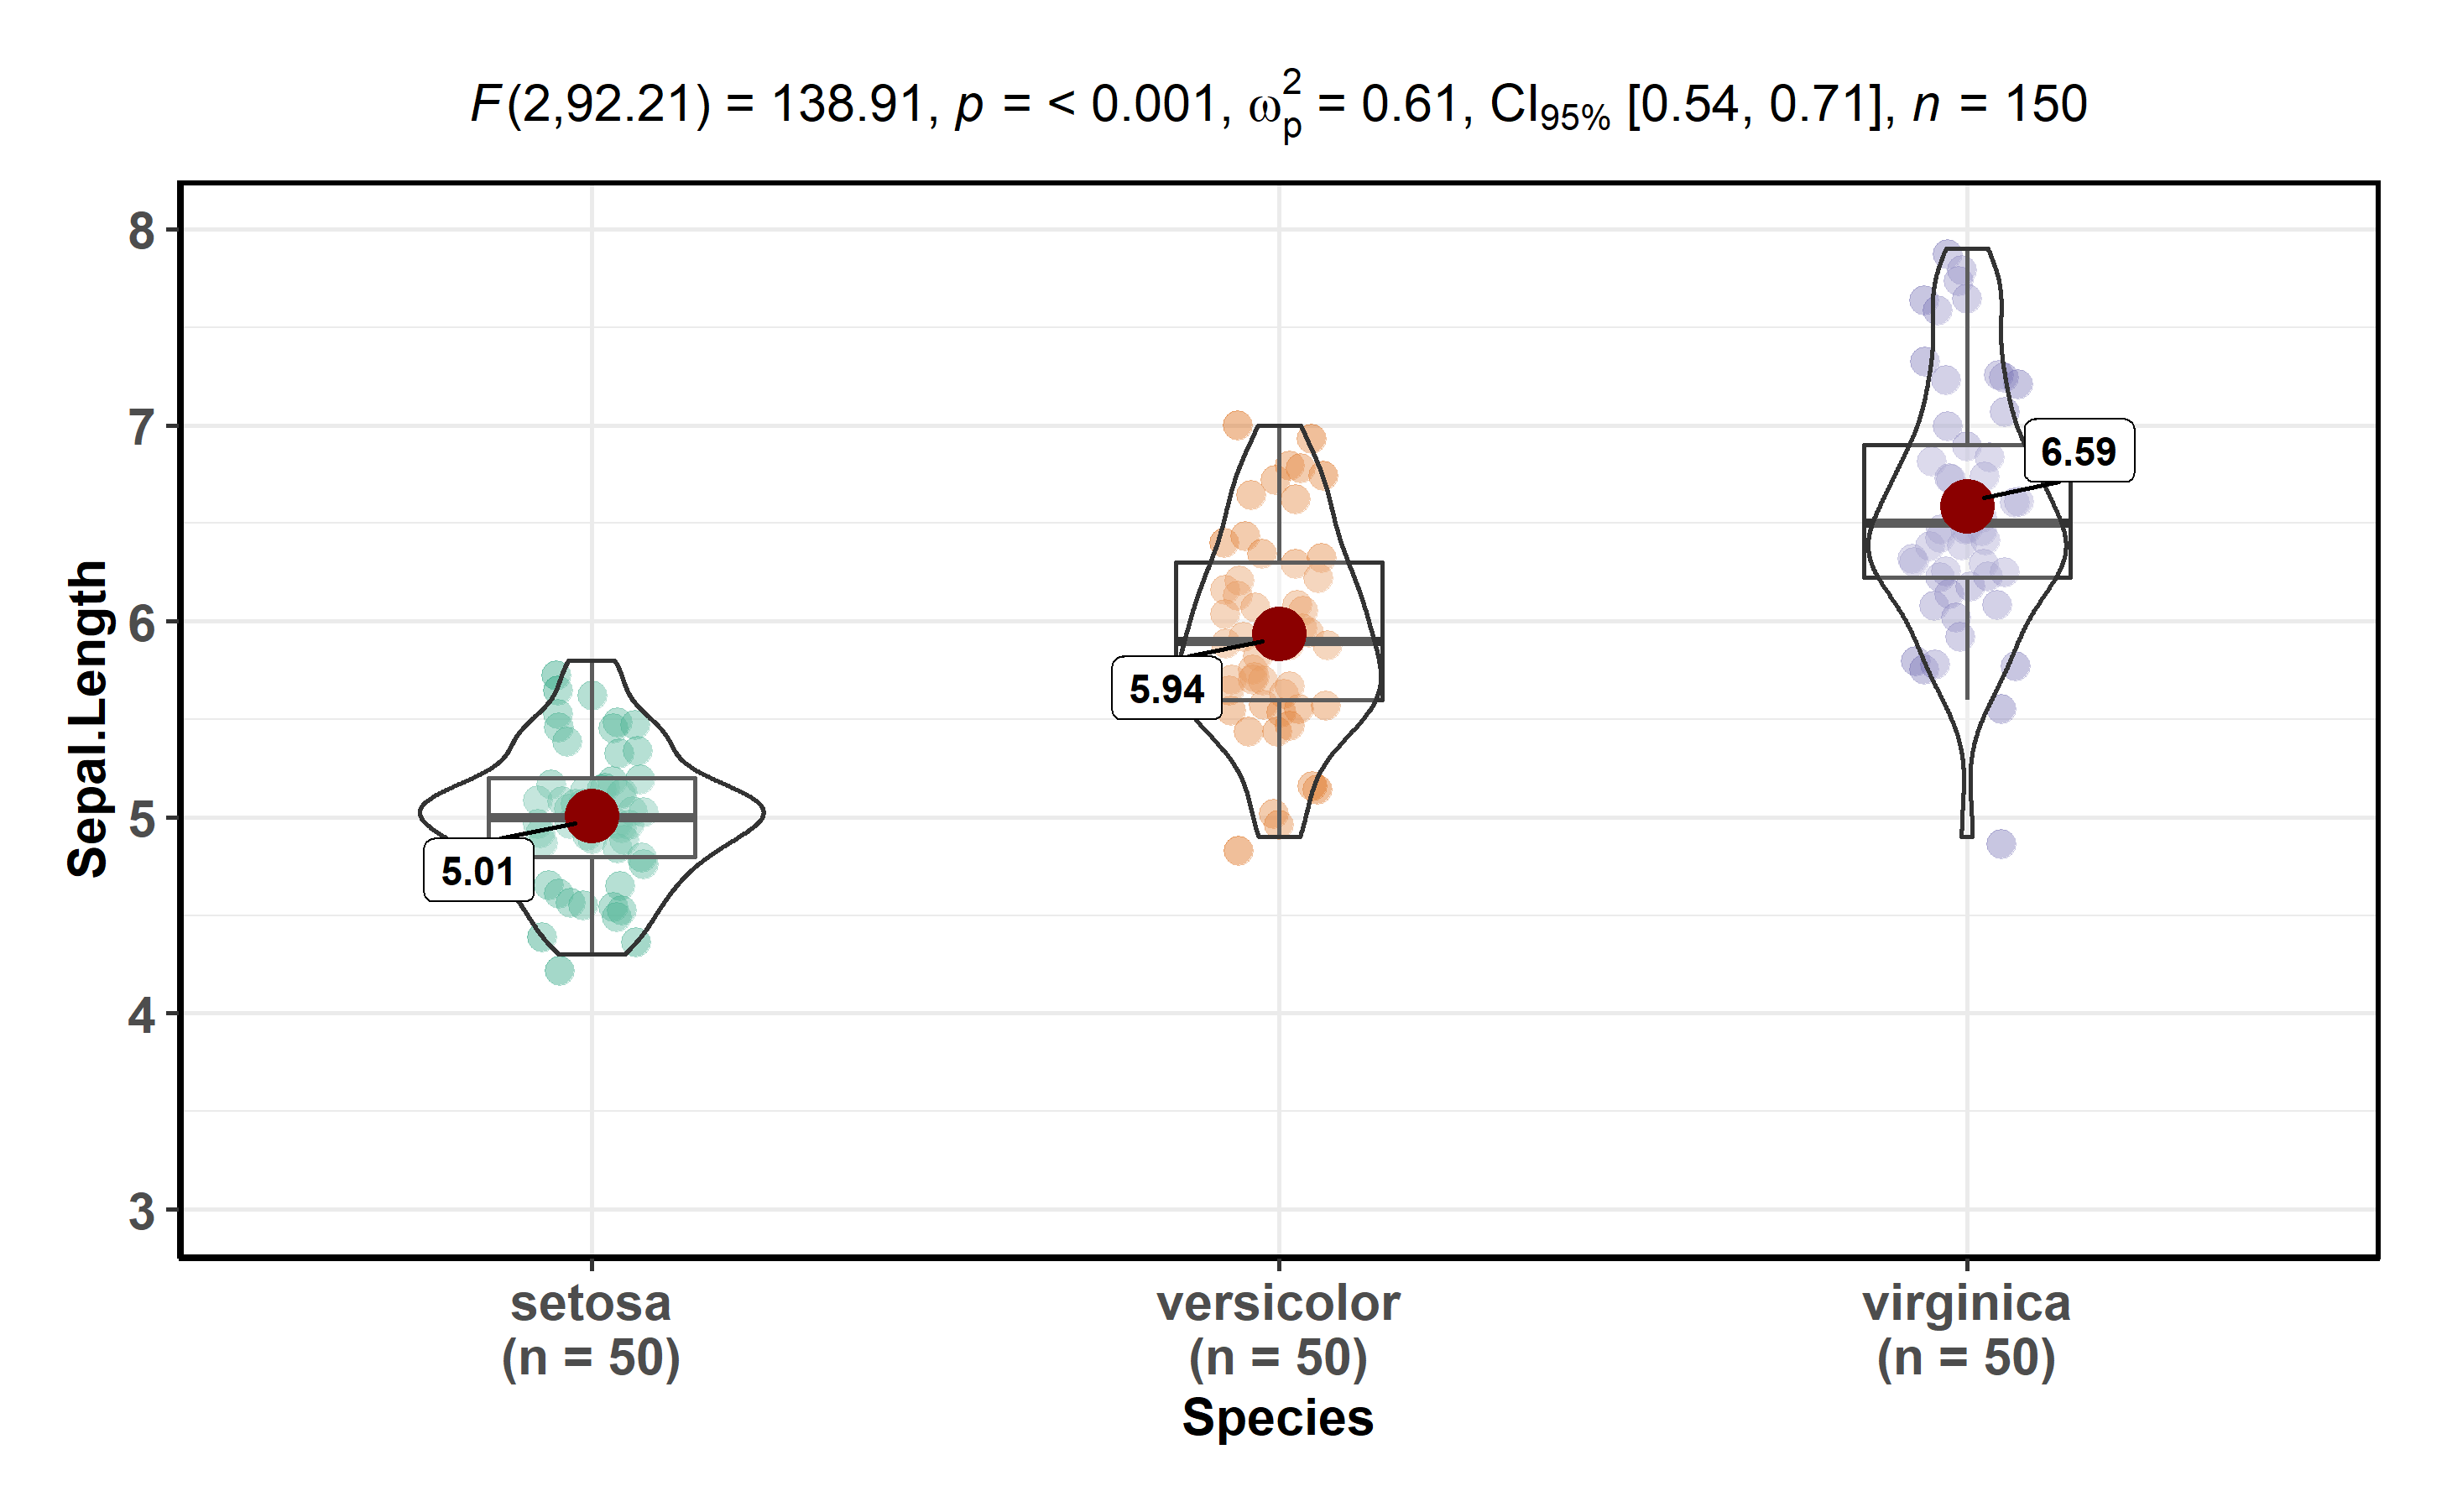 F(2,92.21) = 138.91, p = < 0.001, ω²ₚ = 0.61, CI₉₅% [0.54, 0.71], n = 150
8
7
6
5
4
3
Sepal.Length
6.59
5.94
5.01
setosa
(n = 50)
versicolor
(n = 50)
virginica
(n = 50)
Species